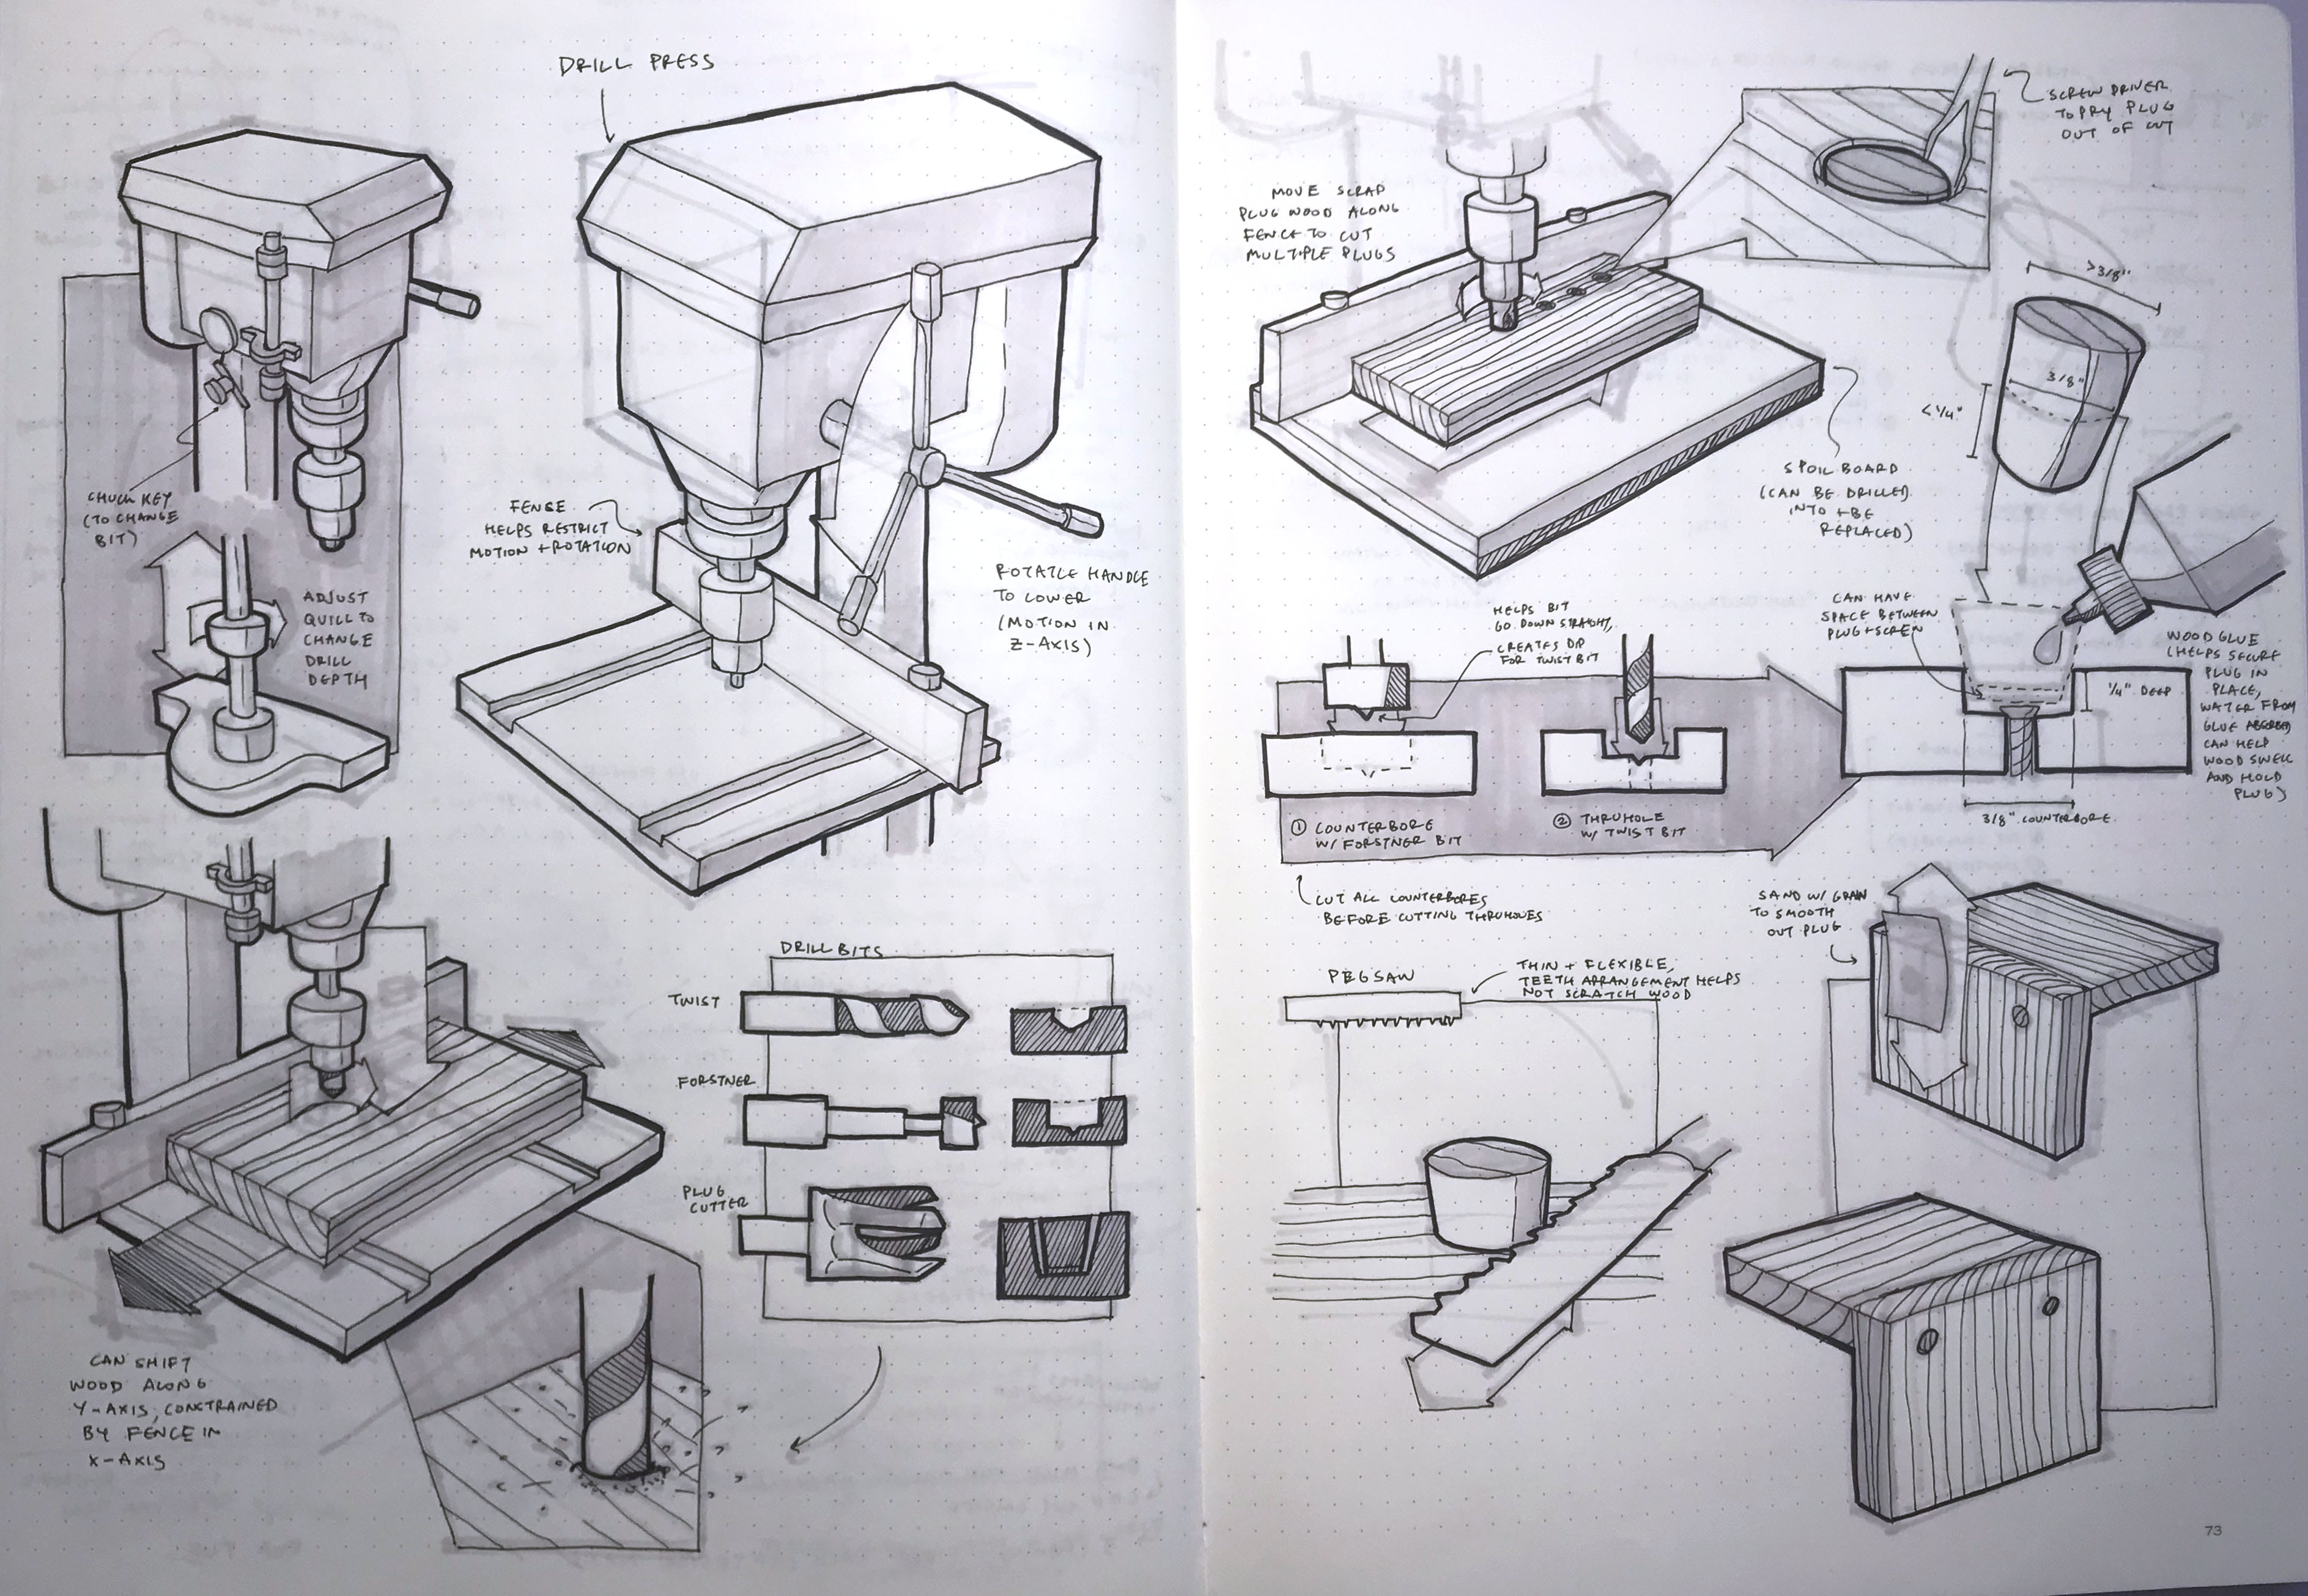 DRILL PRESS
CHUCK KEY
(TO CHANGE
BIT)
ADJUST
QUILL TO
CHANGE
DRILL
DEPTH
FENSE
HELPS RESTRICT
MOTION + ROTATION
ROTATE HANDLE
TO LOWER
(MOTION IN
Z-AXIS)
CAN SHIFT
WOOD ALONG
Y-AXIS, CONSTRAINED
BY FENCE IN
X-AXIS
DRILL BITS
TWIST
FORSTNER
PLUG
CUTTER
MOVE SCRAP
PLUG WOOD ALONG
FENCE TO CUT
MULTIPLE PLUGS
SCREW DRIVER
TO PRY PLUG
OUT OF CUT
>3/8"
3/8"
<1/4"
SPOIL BOARD
(CAN BE DRILLED
INTO + BE
REPLACED)
HELPS BIT
GO DOWN STRAIGHT,
CREATES DIP
FOR TWIST BIT
① COUNTERBORE
W/ FORSTNER BIT
② THRUHOLE
W/ TWIST BIT
CUT ALL COUNTERBORES
BEFORE CUTTING THRUHOLES
CAN HAVE
SPACE BETWEEN
PLUG + SCREW
1/4" DEEP
3/8" COUNTERBORE
WOOD GLUE
(HELPS SECURE
PLUG IN
PLACE,
WATER FROM
GLUE ABSORBED
CAN HELP
WOOD SWELL
AND HOLD
PLUG)
PEGSAW
THIN + FLEXIBLE,
TEETH ARRANGEMENT HELPS
NOT SCRATCH WOOD
SAND W/ GRAIN
TO SMOOTH
OUT PLUG
73